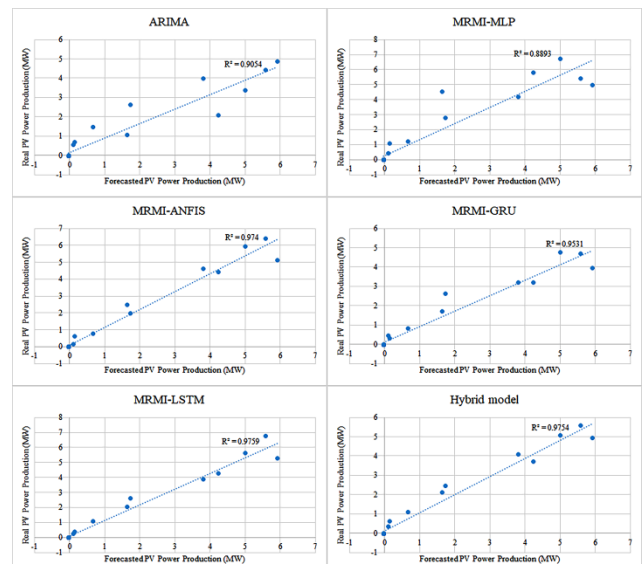 ARIMA
Real PV Power Production (MW)
6
5
4
3
2
1
0
-1
R² = 0.9054
-1 0 1 2 3 4 5 6 7
Forecasted PV Power Production (MW)
MRMI-MLP
Real PV Power Production (MW)
8
7
6
5
4
3
2
1
0
-1
R² = 0.8893
-1 0 1 2 3 4 5 6 7
Forecasted PV Power Production (MW)
MRMI-ANFIS
Real PV Power Production (MW)
7
6
5
4
3
2
1
0
-1
R² = 0.974
-1 0 1 2 3 4 5 6 7
Forecasted PV Power Production (MW)
MRMI-GRU
Real PV Power Production (MW)
6
5
4
3
2
1
0
-1
R² = 0.9531
-1 0 1 2 3 4 5 6 7
Forecasted PV Power Production (MW)
MRMI-LSTM
Real PV Power Production (MW)
8
7
6
5
4
3
2
1
0
-1
R² = 0.9759
-1 0 1 2 3 4 5 6 7
Forecasted PV Power Production (MW)
Hybrid model
Real PV Power Production (MW)
6
5
4
3
2
1
0
-1
R² = 0.9754
-1 0 1 2 3 4 5 6 7
Forecasted PV Power Production (MW)